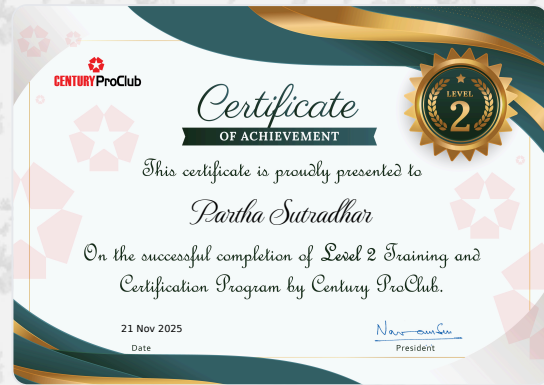 CENTURY ProClub
LEVEL
2
Certificate
OF ACHIEVEMENT
This certificate is proudly presented to
Partha Sutradhar
On the successful completion of Level 2 Training and
Certification Program by Century ProClub.
21 Nov 2025
Date
President